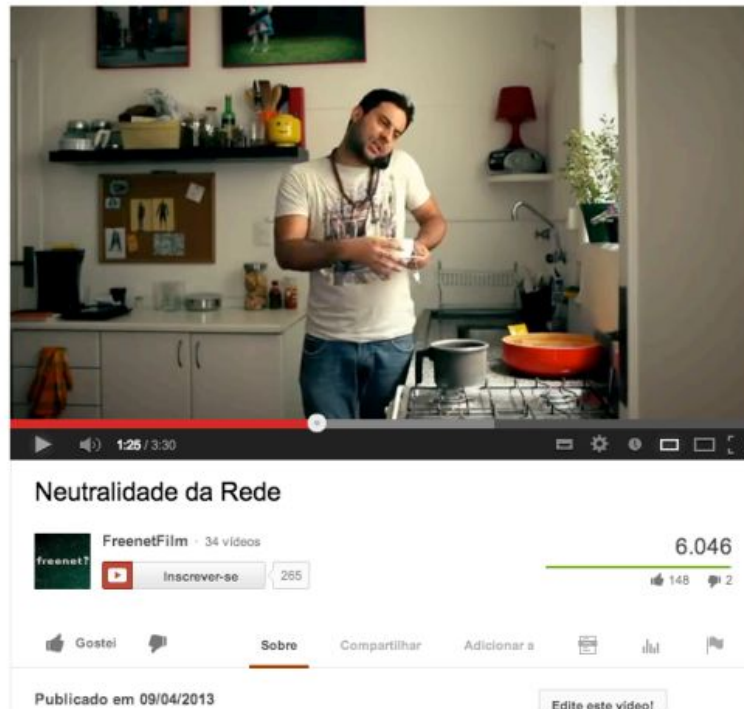 1:25 / 3:30
Neutralidade da Rede
freenet?
FreenetFilm · 34 vídeos
Inscrever-se
265
6.046
148
2
Gostei
Sobre
Compartilhar
Adicionar a
Publicado em 09/04/2013
Edite este vídeo!